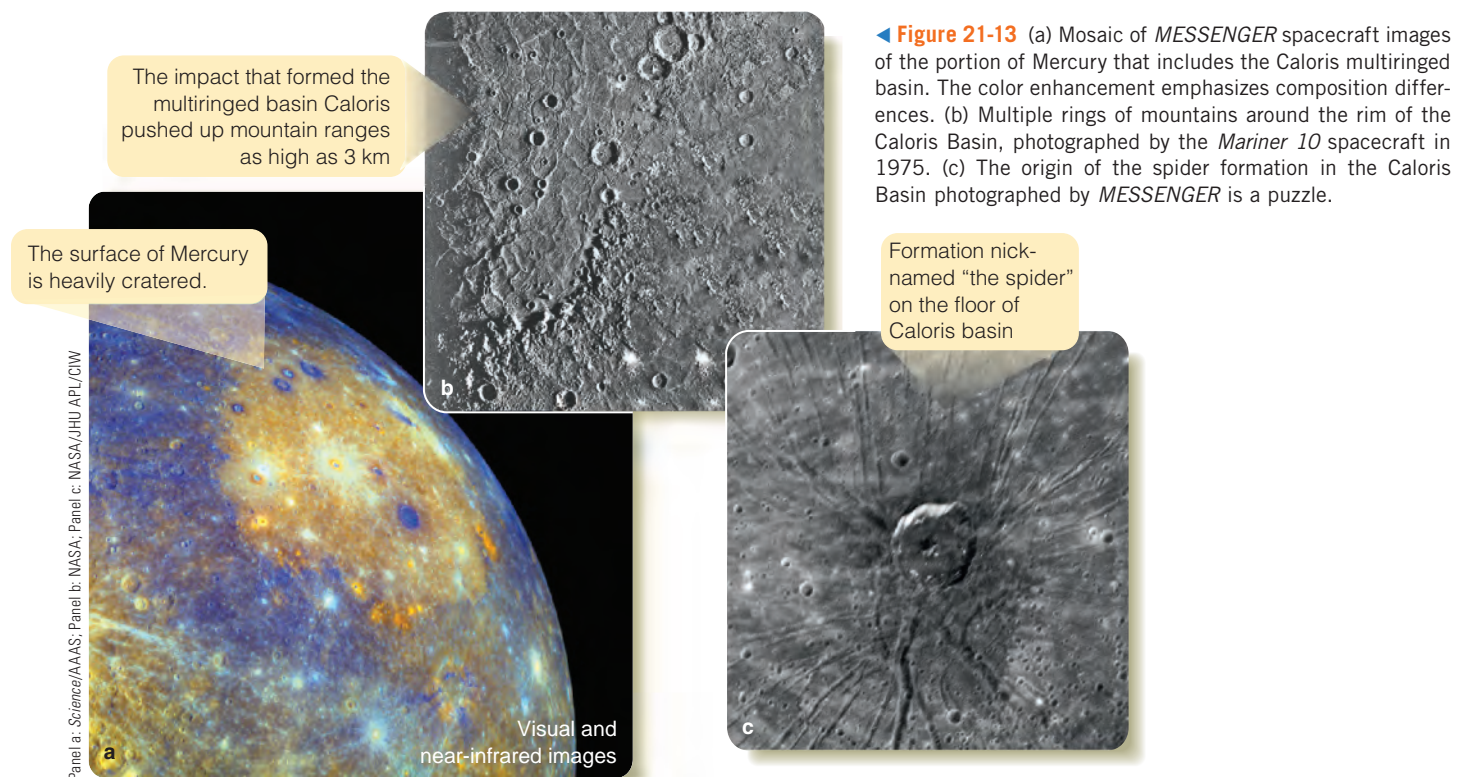 ◀ Figure 21-13 (a) Mosaic of MESSENGER spacecraft images
of the portion of Mercury that includes the Caloris multiringed
basin. The color enhancement emphasizes composition differ-
ences. (b) Multiple rings of mountains around the rim of the
Caloris Basin, photographed by the Mariner 10 spacecraft in
1975. (c) The origin of the spider formation in the Caloris
Basin photographed by MESSENGER is a puzzle.
The impact that formed the
multiringed basin Caloris
pushed up mountain ranges
as high as 3 km
b
The surface of Mercury
is heavily cratered.
Visual and
near-infrared images
a
Formation nick-
named “the spider”
on the floor of
Caloris basin
c
Panel a: Science/AAAS; Panel b: NASA; Panel c: NASA/JHU APL/CIW